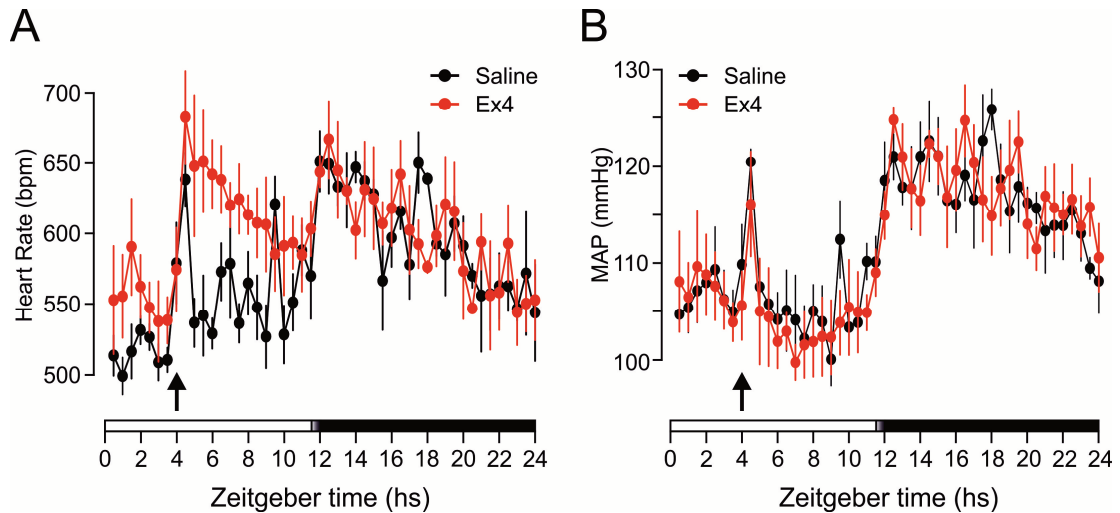 A
Heart Rate (bpm)
700
650
600
550
500
Saline
Ex4
0 2 4 6 8 10 12 14 16 18 20 22 24
Zeitgeber time (hs)
B
MAP (mmHg)
130
120
110
100
Saline
Ex4
0 2 4 6 8 10 12 14 16 18 20 22 24
Zeitgeber time (hs)